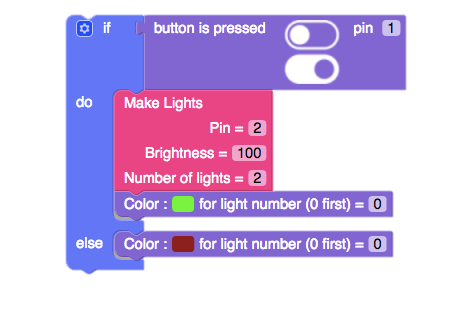 if button is pressed pin 1
do Make Lights
Pin = 2
Brightness = 100
Number of lights = 2
Color : for light number (0 first) = 0
else Color : for light number (0 first) = 0